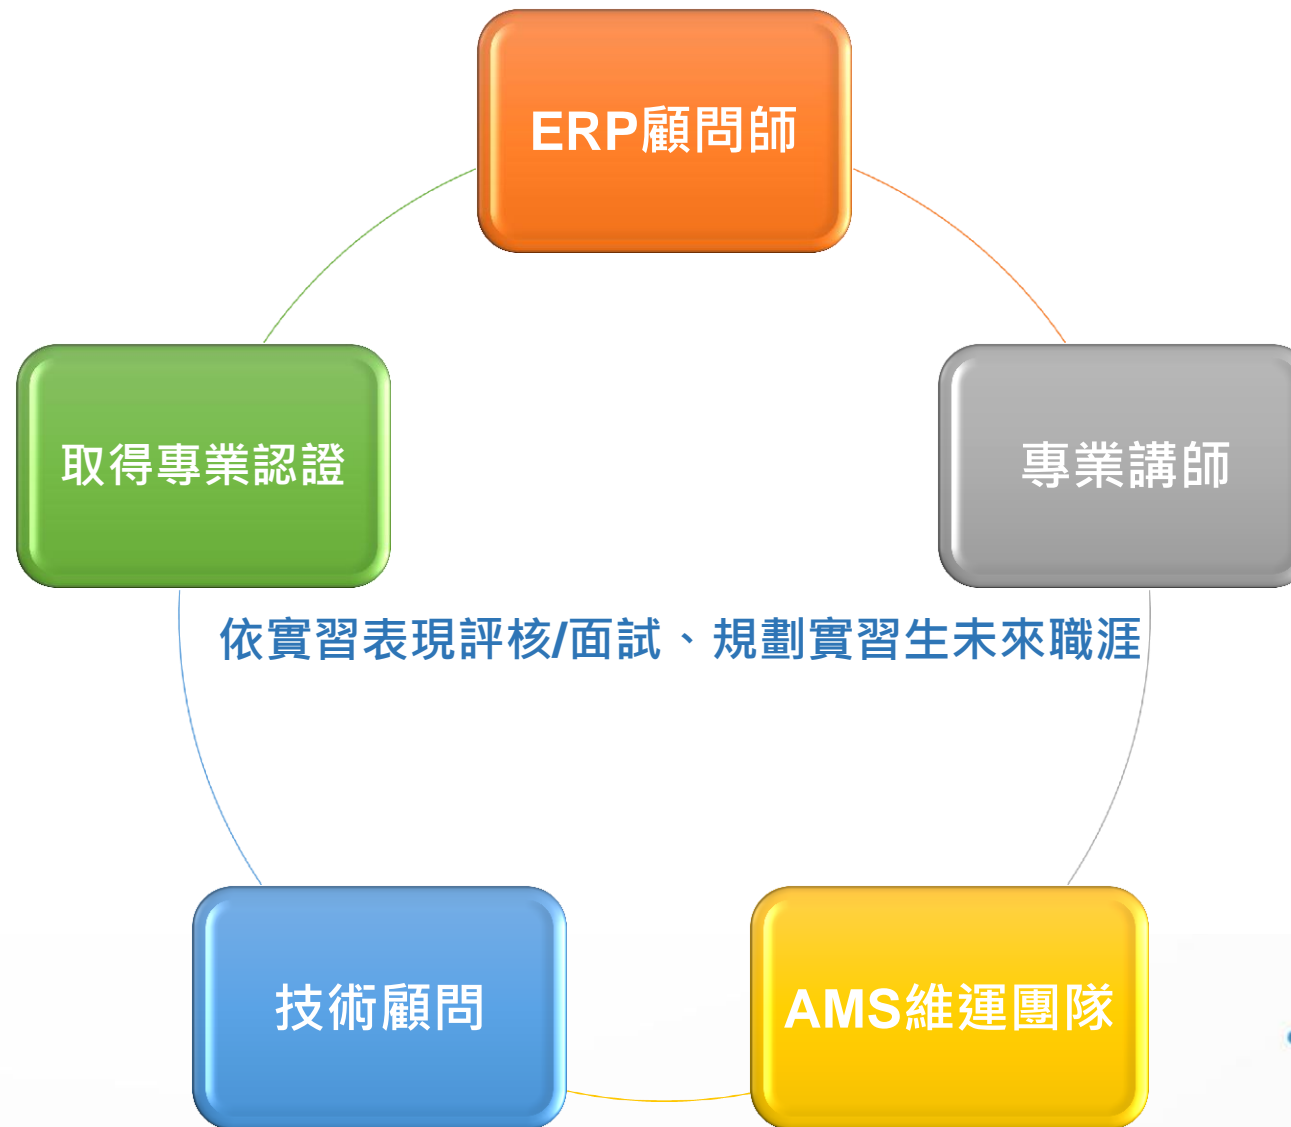 ERP顧問師
取得專業認證
專業講師
依實習表現評核/面試、規劃實習生未來職涯
技術顧問
AMS維運團隊